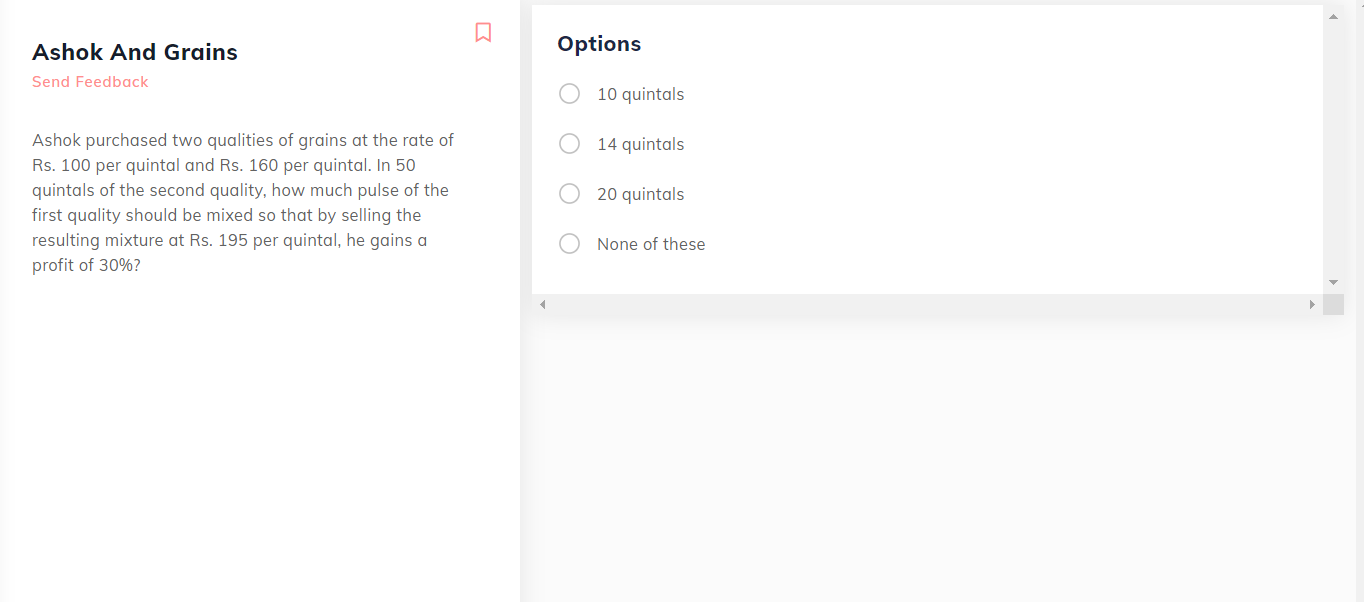 Ashok And Grains
Send Feedback
Ashok purchased two qualities of grains at the rate of
Rs. 100 per quintal and Rs. 160 per quintal. In 50
quintals of the second quality, how much pulse of the
first quality should be mixed so that by selling the
resulting mixture at Rs. 195 per quintal, he gains a
profit of 30%?
Options
10 quintals
14 quintals
20 quintals
None of these